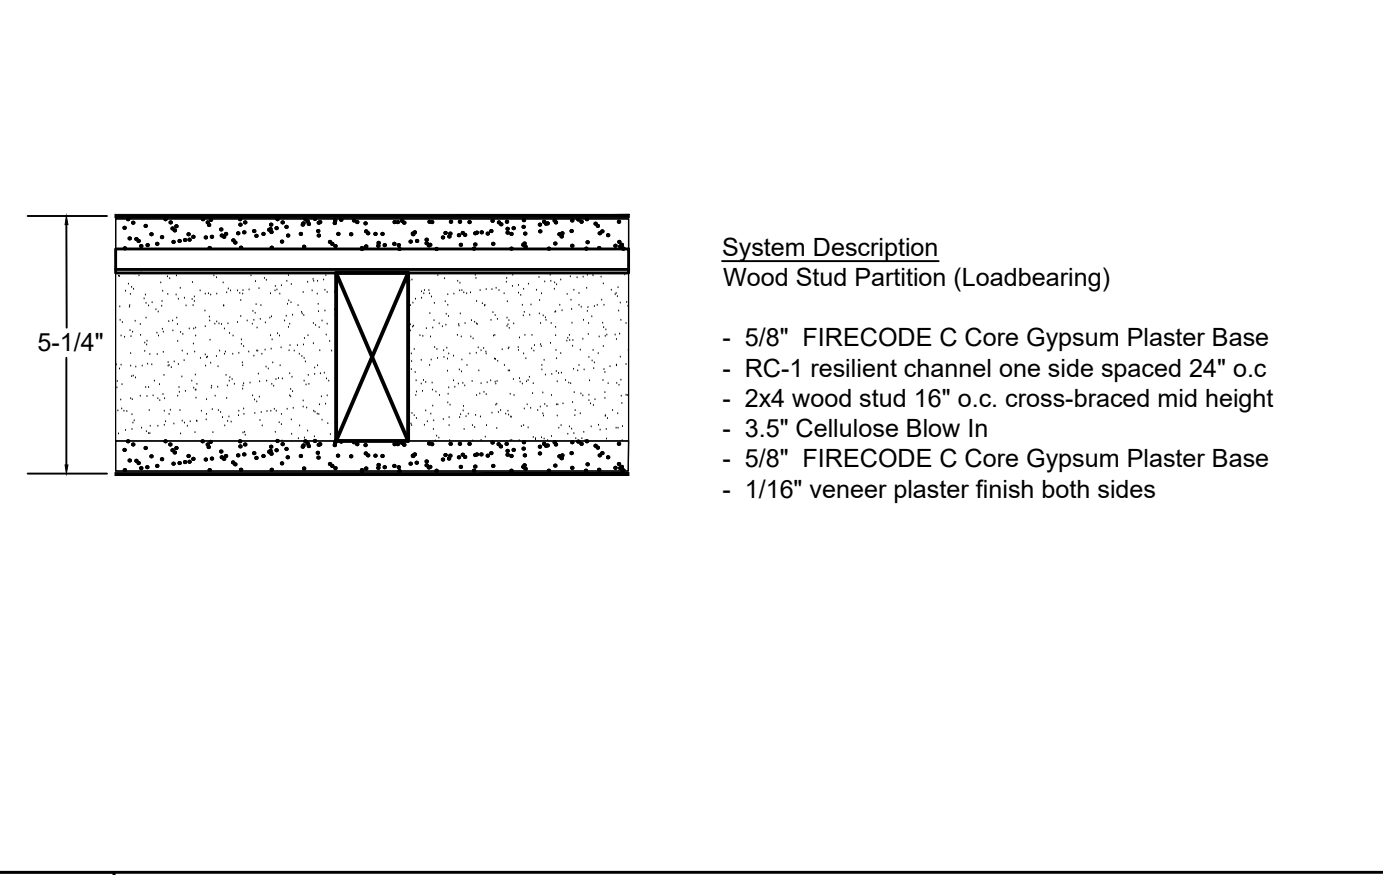 5-1/4"
System Description
Wood Stud Partition (Loadbearing)
- 5/8" FIRECODE C Core Gypsum Plaster Base
- RC-1 resilient channel one side spaced 24" o.c
- 2x4 wood stud 16" o.c. cross-braced mid height
- 3.5" Cellulose Blow In
- 5/8" FIRECODE C Core Gypsum Plaster Base
- 1/16" veneer plaster finish both sides